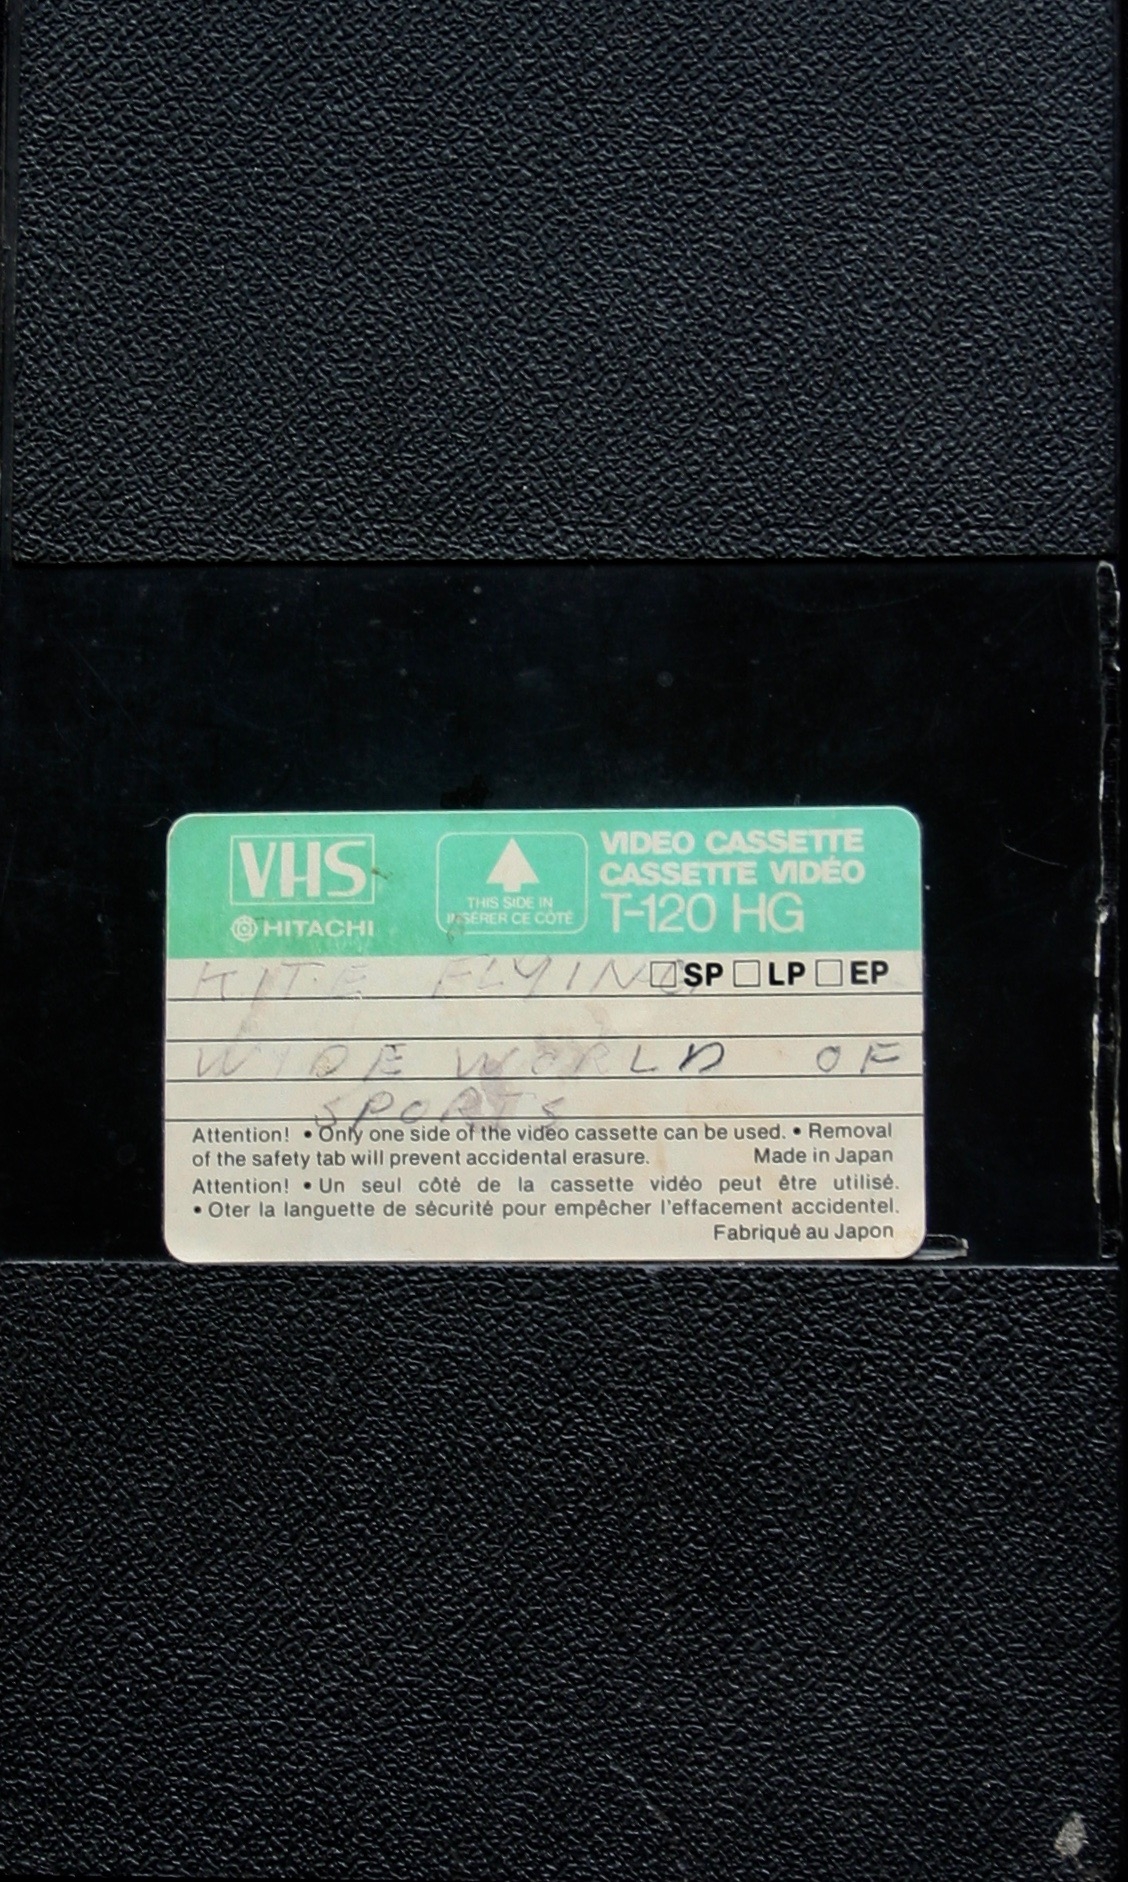 VHS
HITACHI
THIS SIDE IN
INSÉRER CE CÔTÉ
VIDEO CASSETTE
CASSETTE VIDÉO
T-120 HG
KITE FLYING
SP LP EP
WIDE WORLD OF
SPORTS
Attention! • Only one side of the video cassette can be used. • Removal
of the safety tab will prevent accidental erasure. Made in Japan
Attention! • Un seul côté de la cassette vidéo peut être utilisé.
• Oter la languette de sécurité pour empêcher l'effacement accidentel.
Fabriqué au Japon